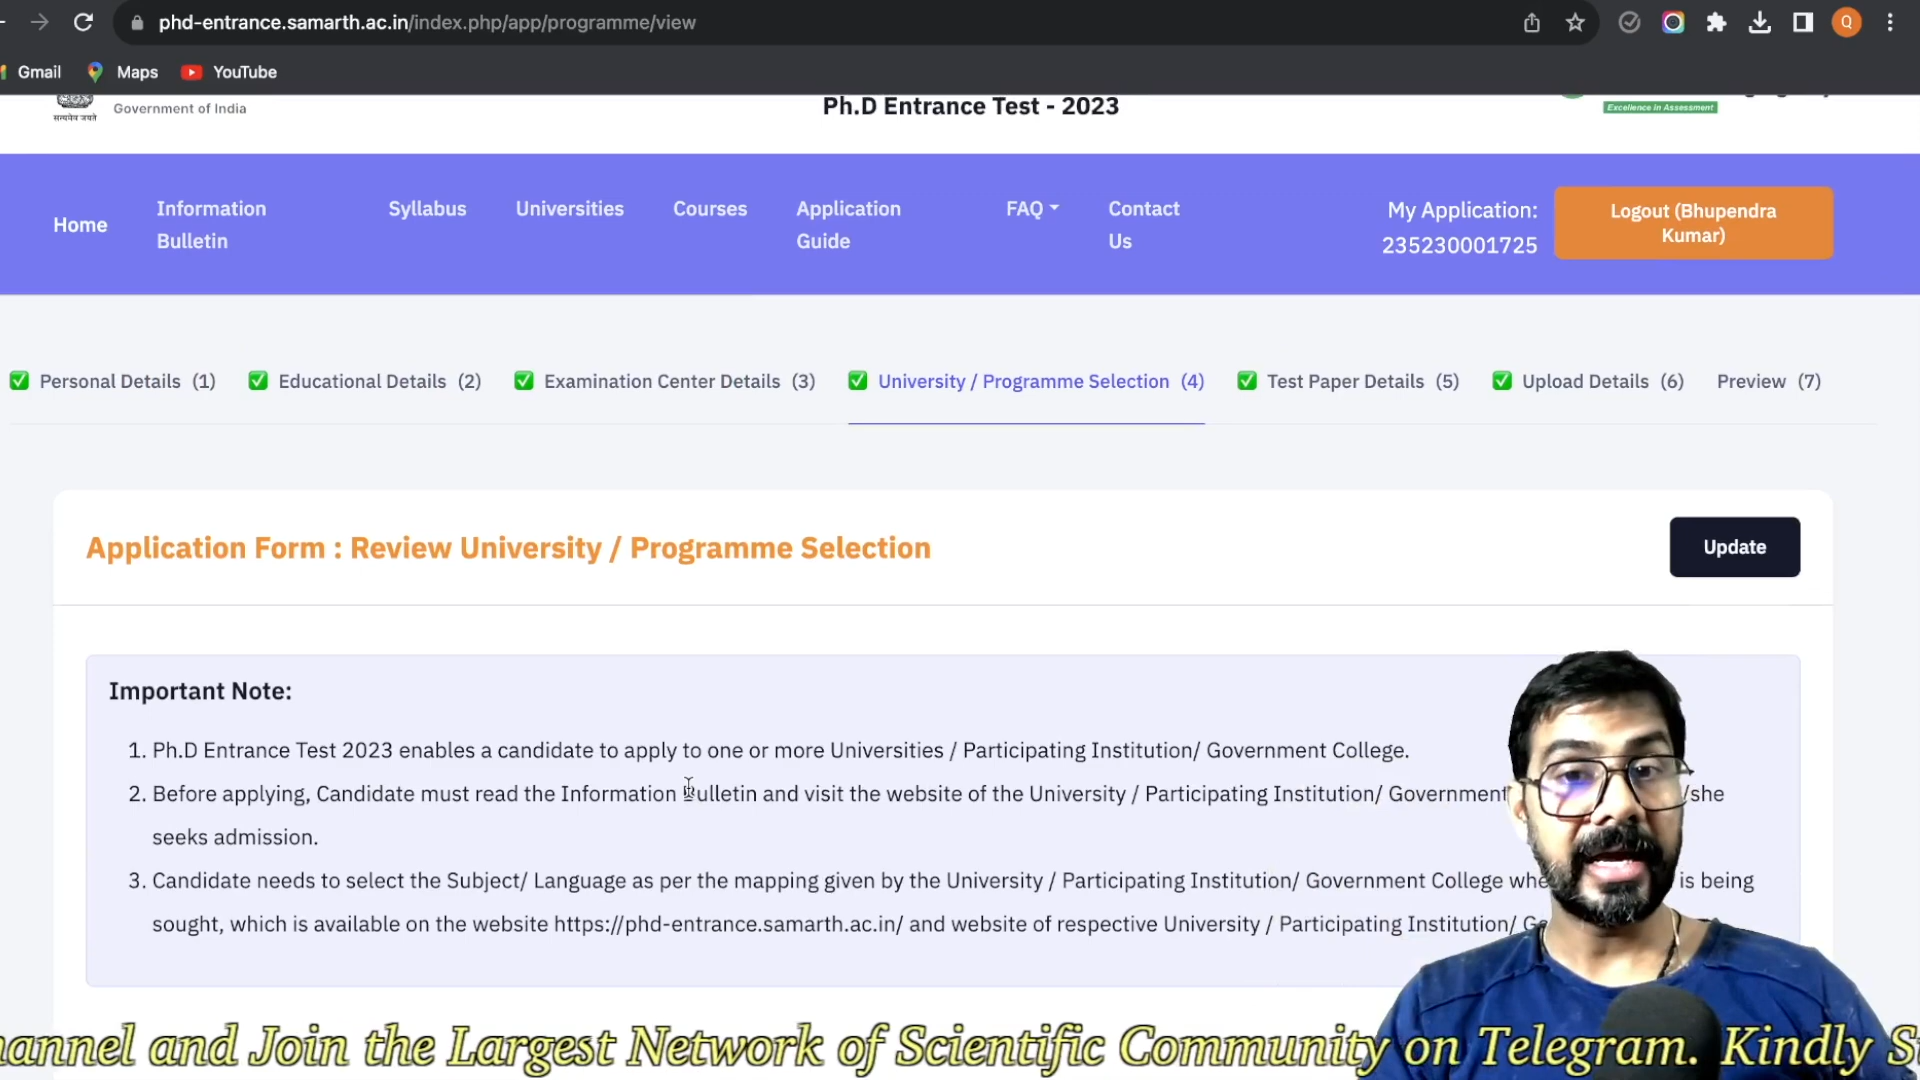 phd-entrance.samarth.ac.in/index.php/app/programme/view
Q
Gmail Maps YouTube
सत्यमेव जयते
Government of India
Ph.D Entrance Test - 2023
Excellence in Assessment
Home
Information Bulletin
Syllabus
Universities
Courses
Application Guide
FAQ
Contact Us
My Application: 235230001725
Logout (Bhupendra Kumar)
Personal Details (1) Educational Details (2) Examination Center Details (3) University / Programme Selection (4) Test Paper Details (5) Upload Details (6) Preview (7)
Application Form : Review University / Programme Selection
Update
Important Note:
1. Ph.D Entrance Test 2023 enables a candidate to apply to one or more Universities / Participating Institution/ Government College.
2. Before applying, Candidate must read the Information Bulletin and visit the website of the University / Participating Institution/ Government /she
seeks admission.
3. Candidate needs to select the Subject/ Language as per the mapping given by the University / Participating Institution/ Government College is being
sought, which is available on the website https://phd-entrance.samarth.ac.in/ and website of respective University / Participating Institution/
and Join the Largest Network of Scientific Community on Telegram. Kindly